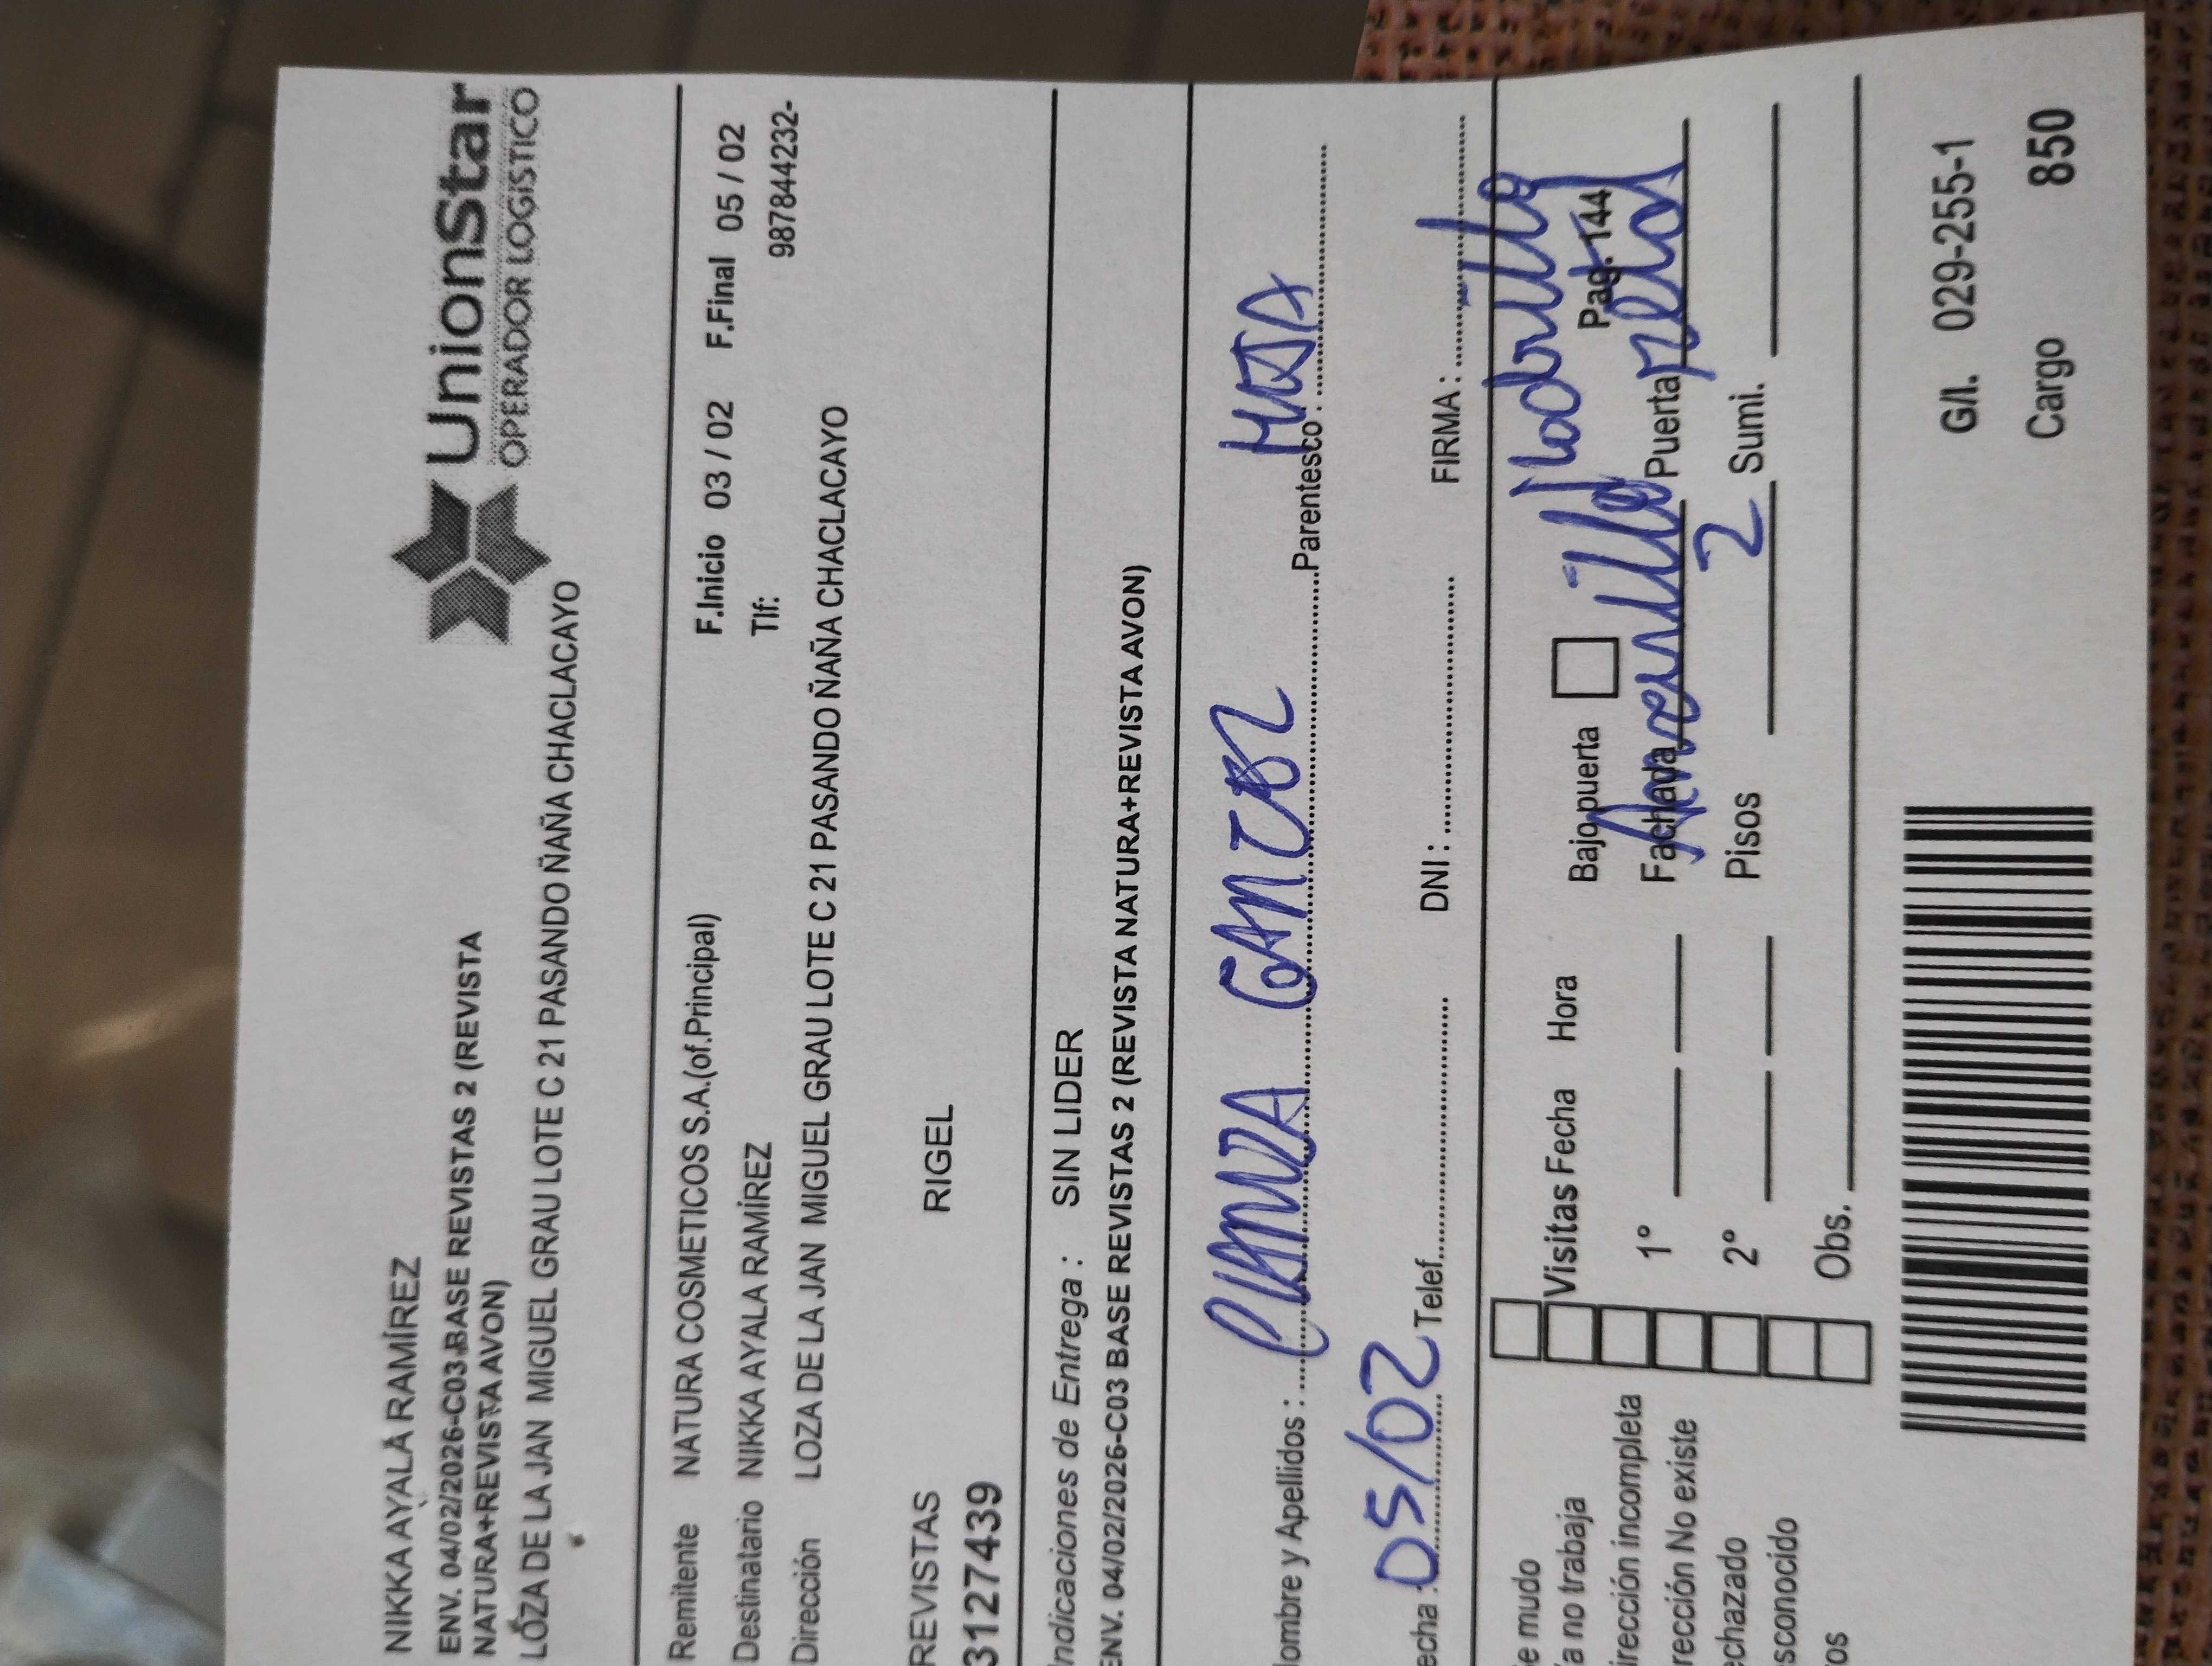 UnionStar
OPERADOR LOGISTICO
NIKKA AYALA RAMÍREZ
ENV. 04/02/2026-C03 BASE REVISTAS 2 (REVISTA
NATURA+REVISTA AVON)
LOZA DE LA JAN MIGUEL GRAU LOTE C 21 PASANDO ÑAÑA CHACLACAYO
Remitente NATURA COSMETICOS S.A.(of.Principal) F.Inicio 03 / 02 F.Final 05 / 02
Destinatario NIKKA AYALA RAMÍREZ Tlf: 987844232-
Dirección LOZA DE LA JAN MIGUEL GRAU LOTE C 21 PASANDO ÑAÑA CHACLACAYO
REVISTAS RIGEL
3127439
Indicaciones de Entrega : SIN LIDER
ENV. 04/02/2026-C03 BASE REVISTAS 2 (REVISTA NATURA+REVISTA AVON)
ombre y Apellidos : Parentesco:
echa : 05/02 Telef. DNI : FIRMA :
e mudo
a no trabaja Visitas Fecha Hora Bajo puerta ladrillo Pag. 144
irección incompleta 1° Fachada Amarillo Puerta
rección No existe
echazado 2° Pisos 2 Sumi.
sconocido
os Obs.
G/l. 029-255-1
Cargo 850